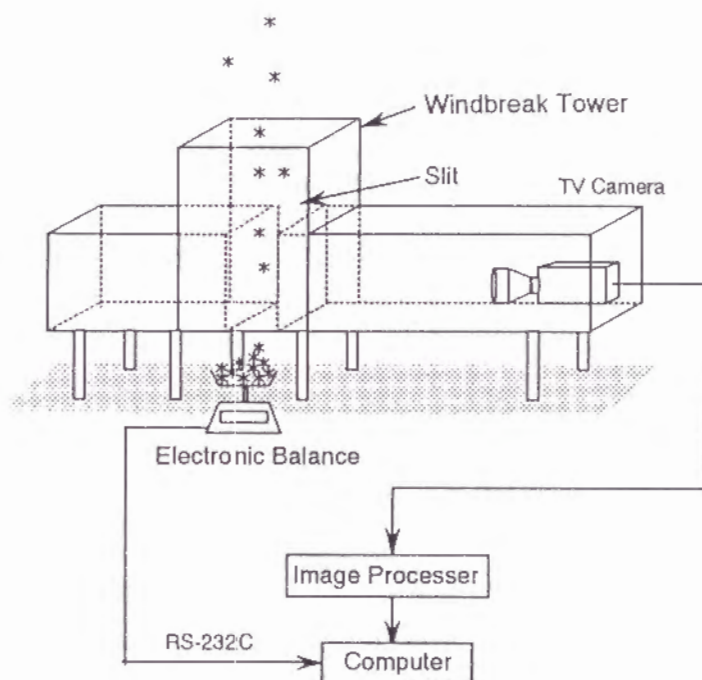 Windbreak Tower
Slit
TV Camera
Electronic Balance
Image Processer
RS-232C
Computer